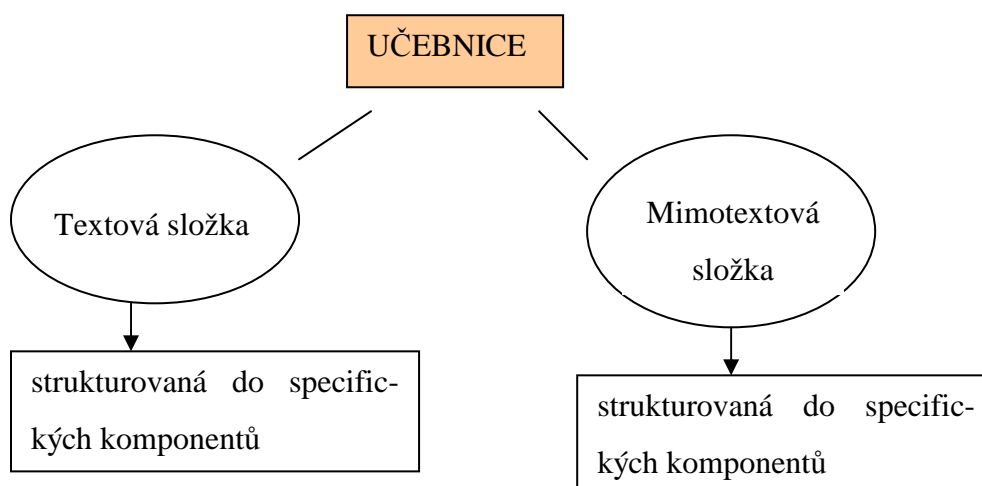 UČEBNICE
Textová složka
Mimotextová
složka
strukturovaná do specific-
kých komponentů
strukturovaná do specific-
kých komponentů